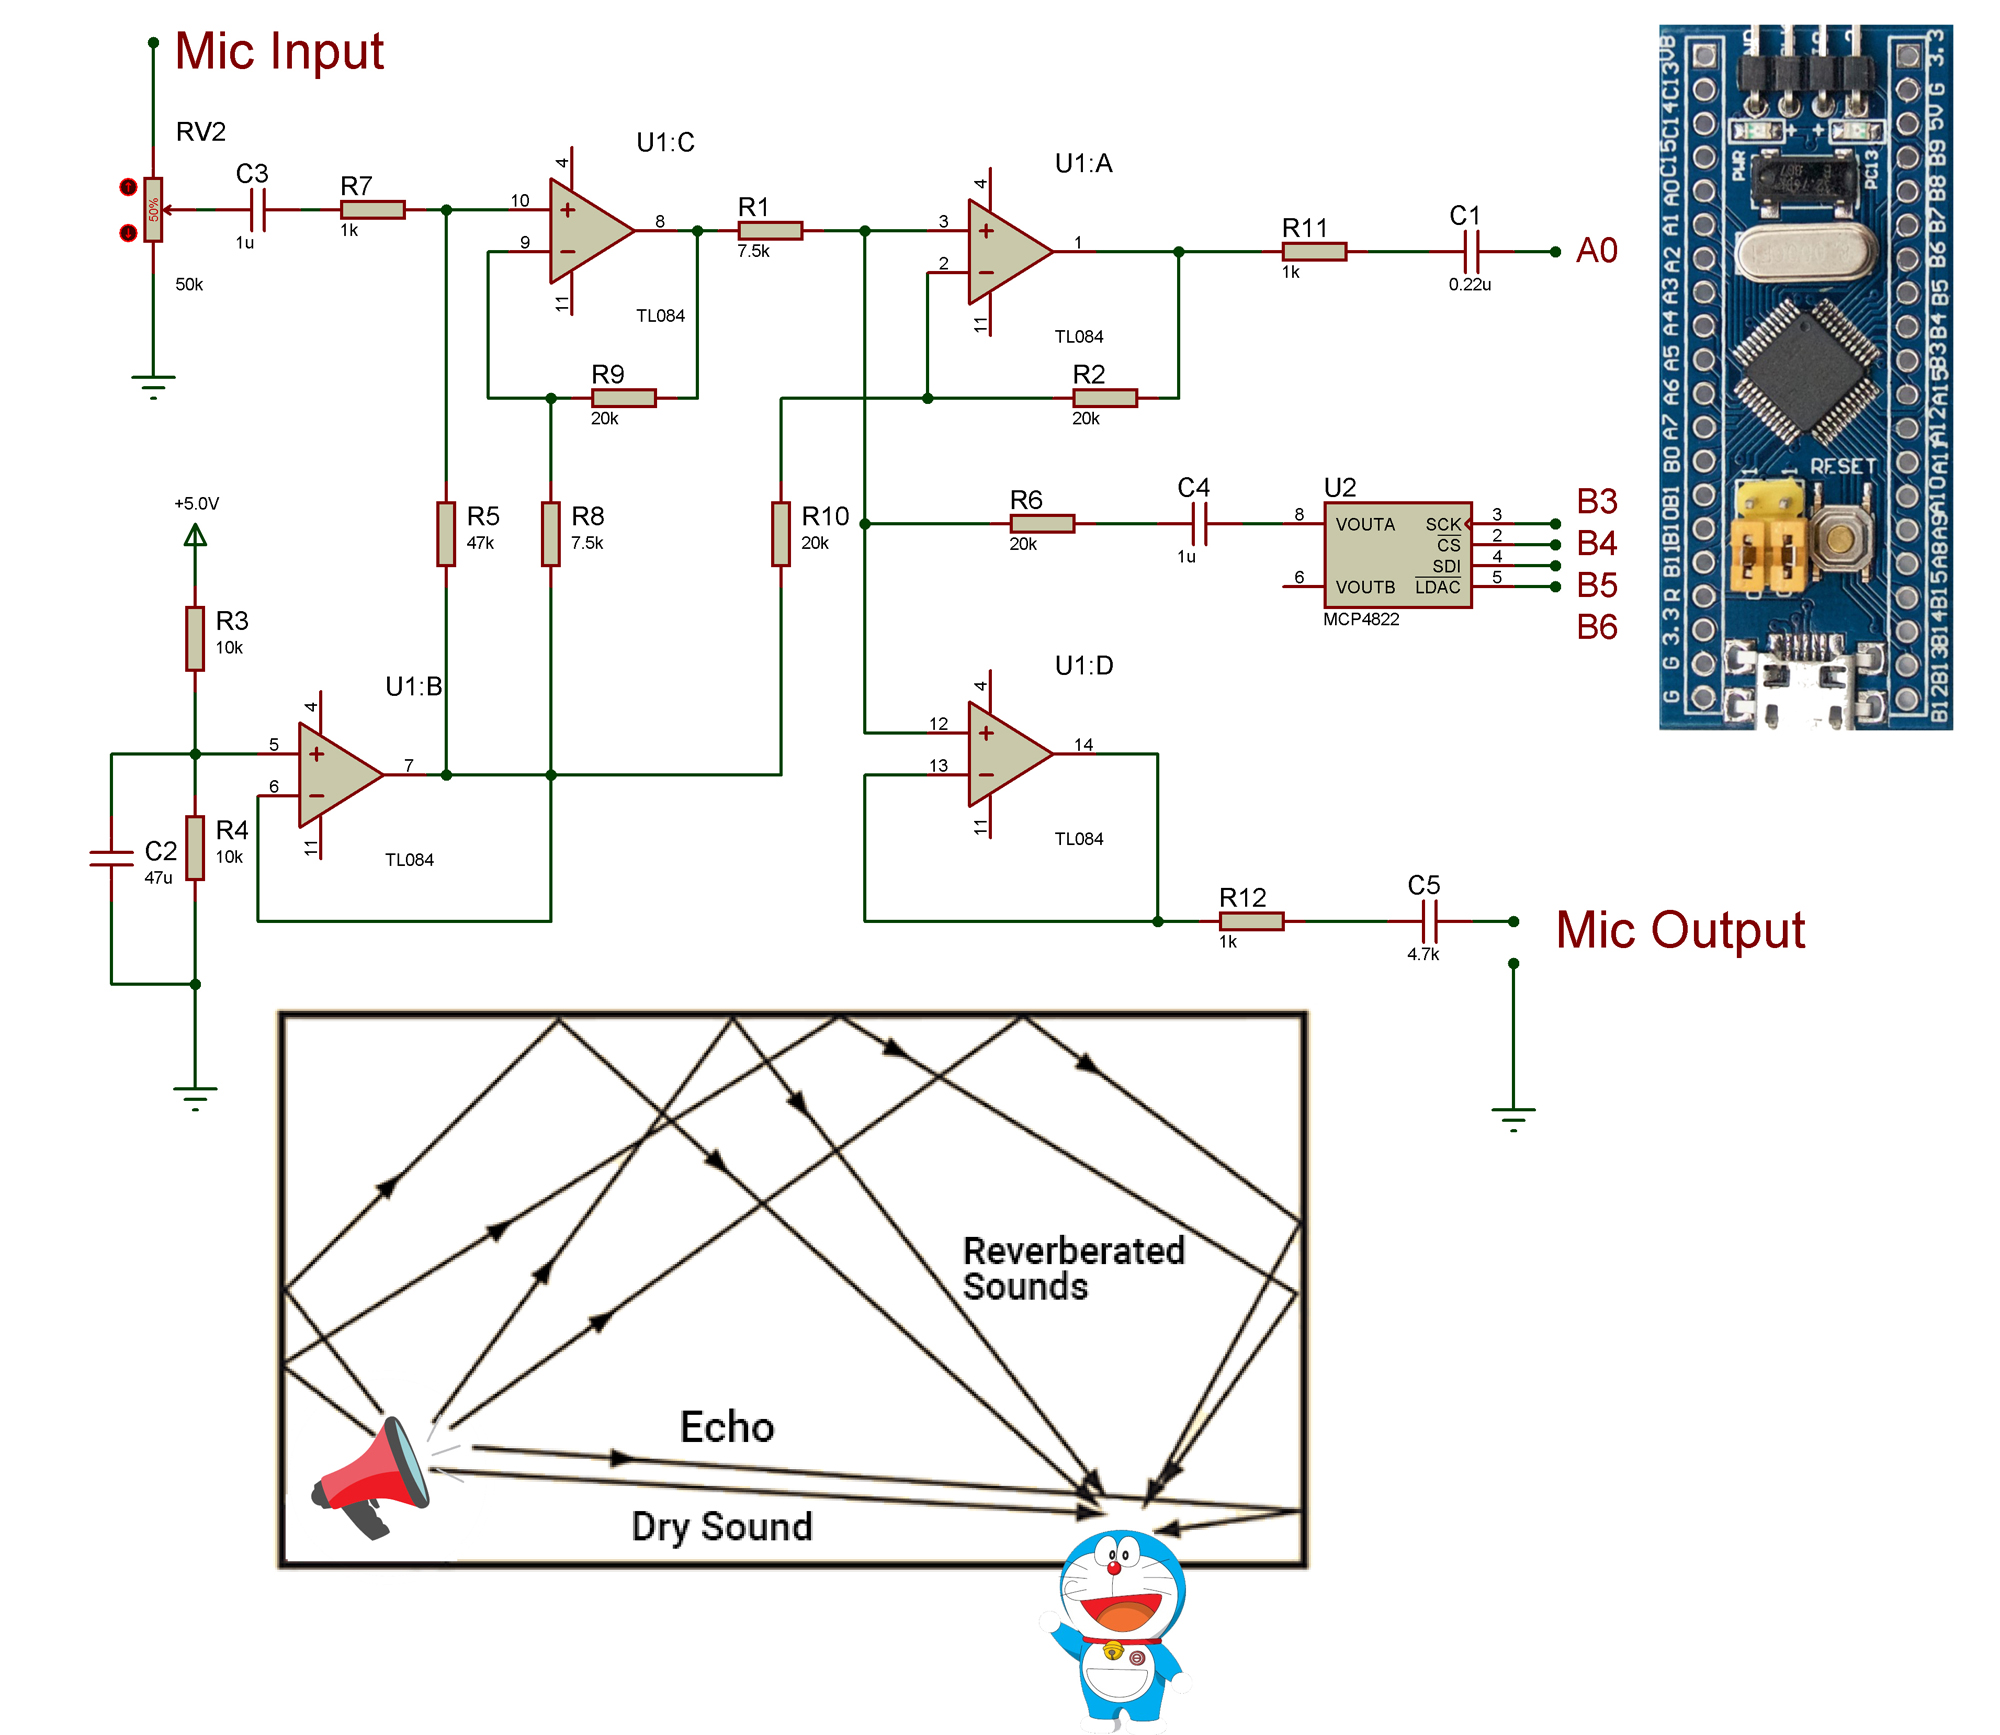 Mic Input
RV2
50%
50k
C3
1u
R7
1k
10
9
4
11
8
U1:C
TL084
R1
7.5k
R9
20k
3
2
4
11
1
U1:A
TL084
R11
1k
C1
0.22u
A0
R2
20k
+5.0V
R3
10k
R4
10k
C2
47u
5
6
4
11
7
U1:B
TL084
R5
47k
R8
7.5k
R10
20k
R6
20k
C4
1u
U2
8 VOUTA SCK 3
CS 2
SDI 4
6 VOUTB LDAC 5
MCP4822
B3
B4
B5
B6
12
13
4
11
14
U1:D
TL084
R12
1k
C5
4.7k
Mic Output
Reverberated
Sounds
Echo
Dry Sound
VB
C13
C14
C15
A0
A1
A2
A3
A4
A5
A6
A7
B0
B1
B10
B11
R
3.3
G
G
3.3
G
5V
B9
B8
B7
B6
B5
B4
B3
A15
A12
A11
A10
A9
A8
B15
B14
B13
B12
PWR
PC13
RESET
1
1